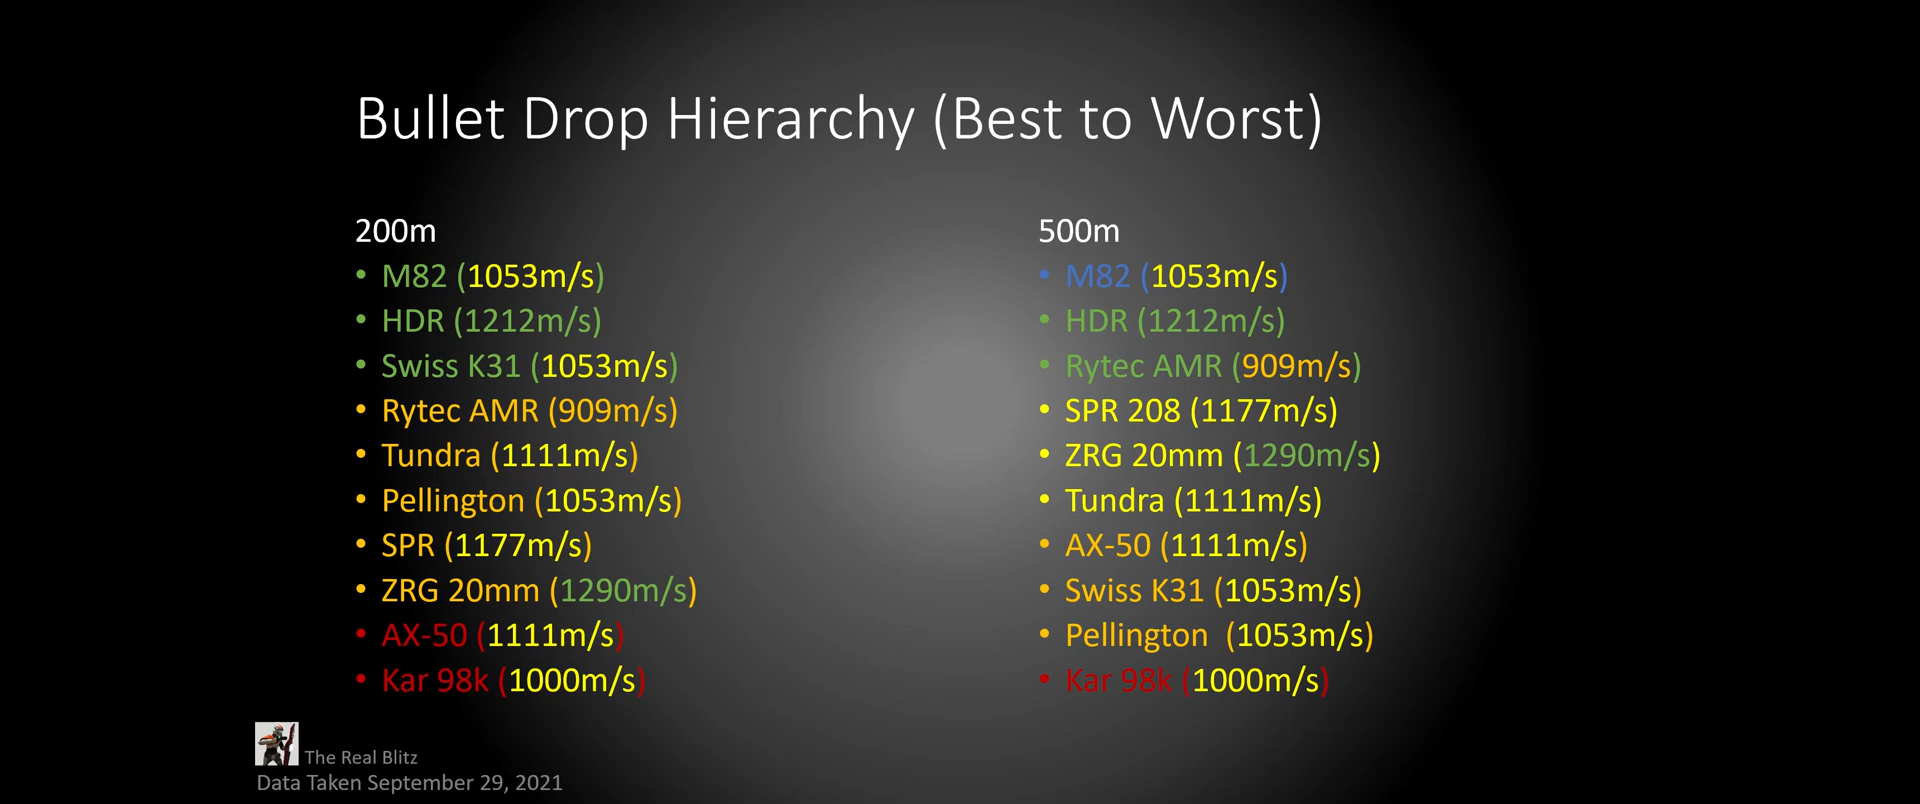 Bullet Drop Hierarchy (Best to Worst)
200m
• M82 (1053m/s)
• HDR (1212m/s)
• Swiss K31 (1053m/s)
• Rytec AMR (909m/s)
• Tundra (1111m/s)
• Pellington (1053m/s)
• SPR (1177m/s)
• ZRG 20mm (1290m/s)
• AX-50 (1111m/s)
• Kar 98k (1000m/s)
500m
• M82 (1053m/s)
• HDR (1212m/s)
• Rytec AMR (909m/s)
• SPR 208 (1177m/s)
• ZRG 20mm (1290m/s)
• Tundra (1111m/s)
• AX-50 (1111m/s)
• Swiss K31 (1053m/s)
• Pellington (1053m/s)
• Kar 98k (1000m/s)
The Real Blitz
Data Taken September 29, 2021